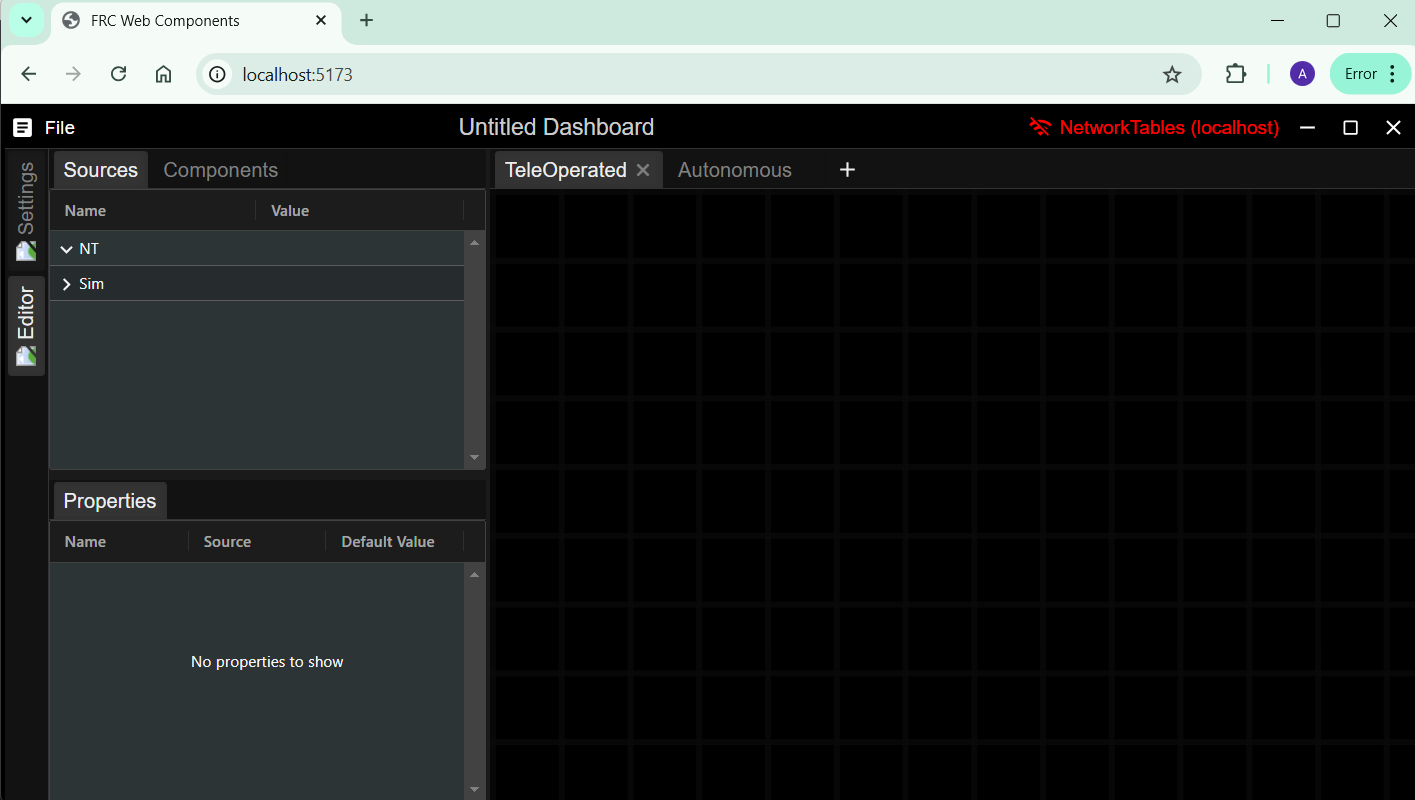 FRC Web Components
localhost:5173
A
Error
File
Untitled Dashboard
NetworkTables (localhost)
Settings
Editor
Sources
Components
Name
Value
NT
Sim
Properties
Name
Source
Default Value
No properties to show
TeleOperated
Autonomous